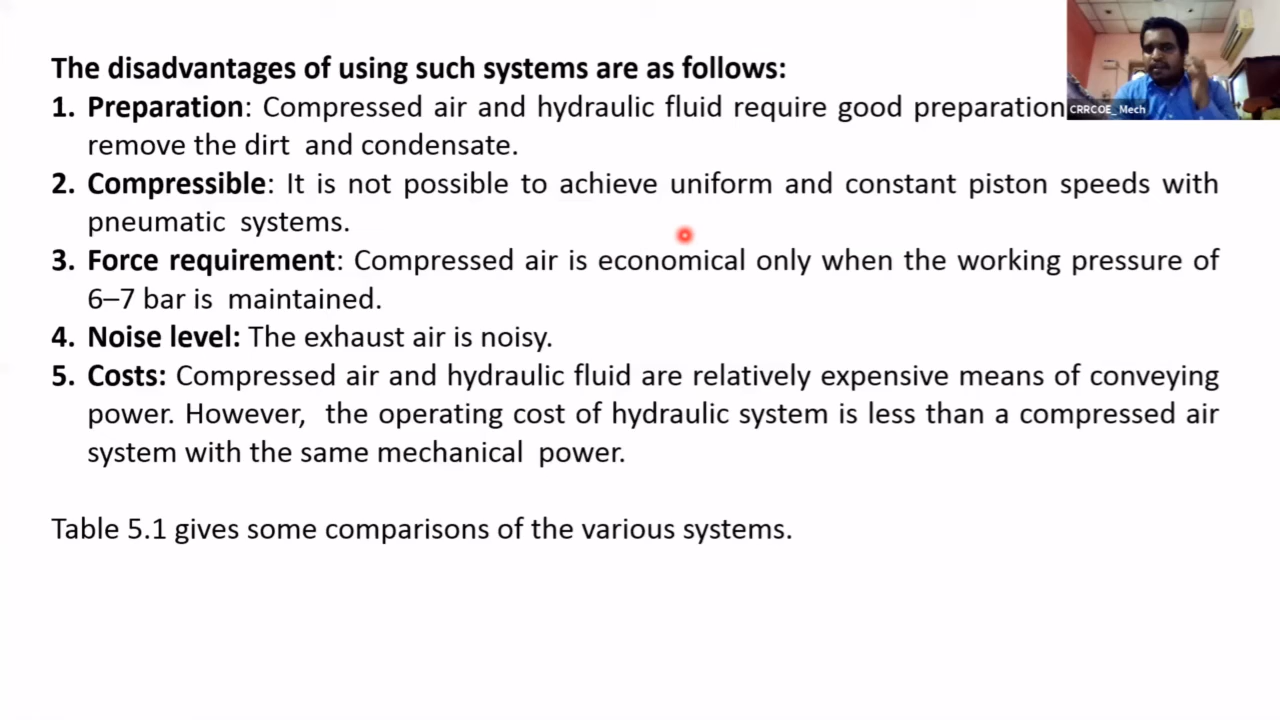 The disadvantages of using such systems are as follows:
1. Preparation: Compressed air and hydraulic fluid require good preparation
CRRCOE_ Mech
remove the dirt and condensate.
2. Compressible: It is not possible to achieve uniform and constant piston speeds with
pneumatic systems.
3. Force requirement: Compressed air is economical only when the working pressure of
6–7 bar is maintained.
4. Noise level: The exhaust air is noisy.
5. Costs: Compressed air and hydraulic fluid are relatively expensive means of conveying
power. However, the operating cost of hydraulic system is less than a compressed air
system with the same mechanical power.
Table 5.1 gives some comparisons of the various systems.